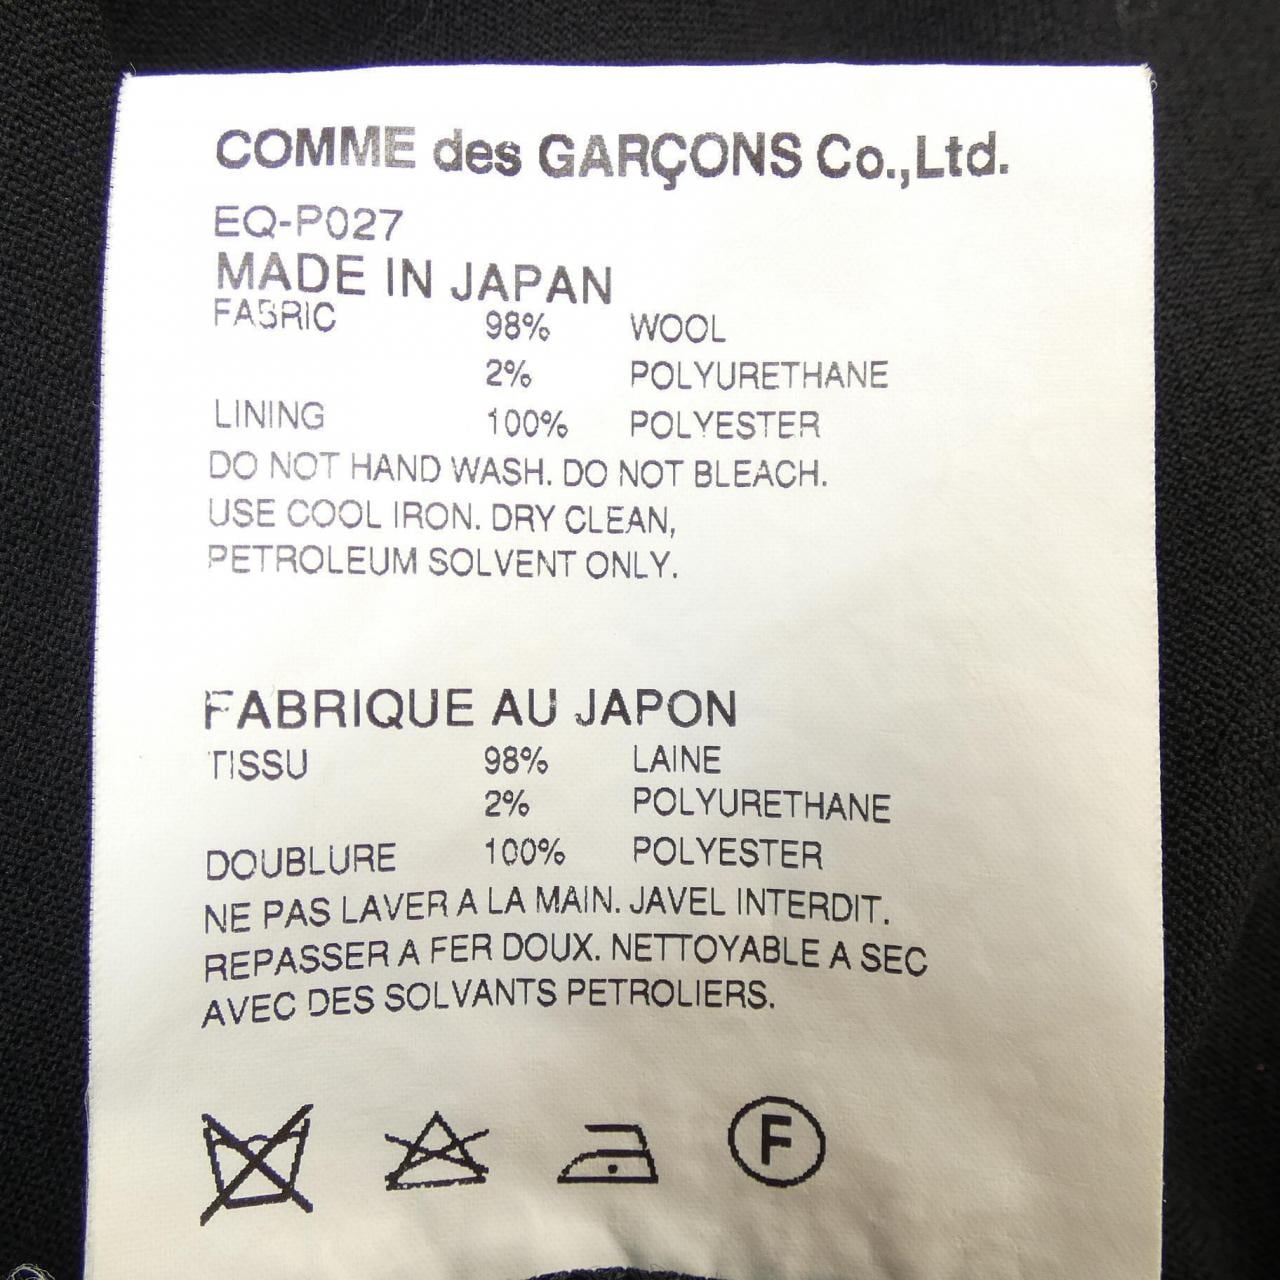 COMME des GARÇONS Co.,Ltd.
EQ-P027
MADE IN JAPAN
FABRIC 98% WOOL
2% POLYURETHANE
LINING 100% POLYESTER
DO NOT HAND WASH. DO NOT BLEACH.
USE COOL IRON. DRY CLEAN,
PETROLEUM SOLVENT ONLY.
FABRIQUE AU JAPON
TISSU 98% LAINE
2% POLYURETHANE
DOUBLURE 100% POLYESTER
NE PAS LAVER A LA MAIN. JAVEL INTERDIT.
REPASSER A FER DOUX. NETTOYABLE A SEC
AVEC DES SOLVANTS PETROLIERS.
F